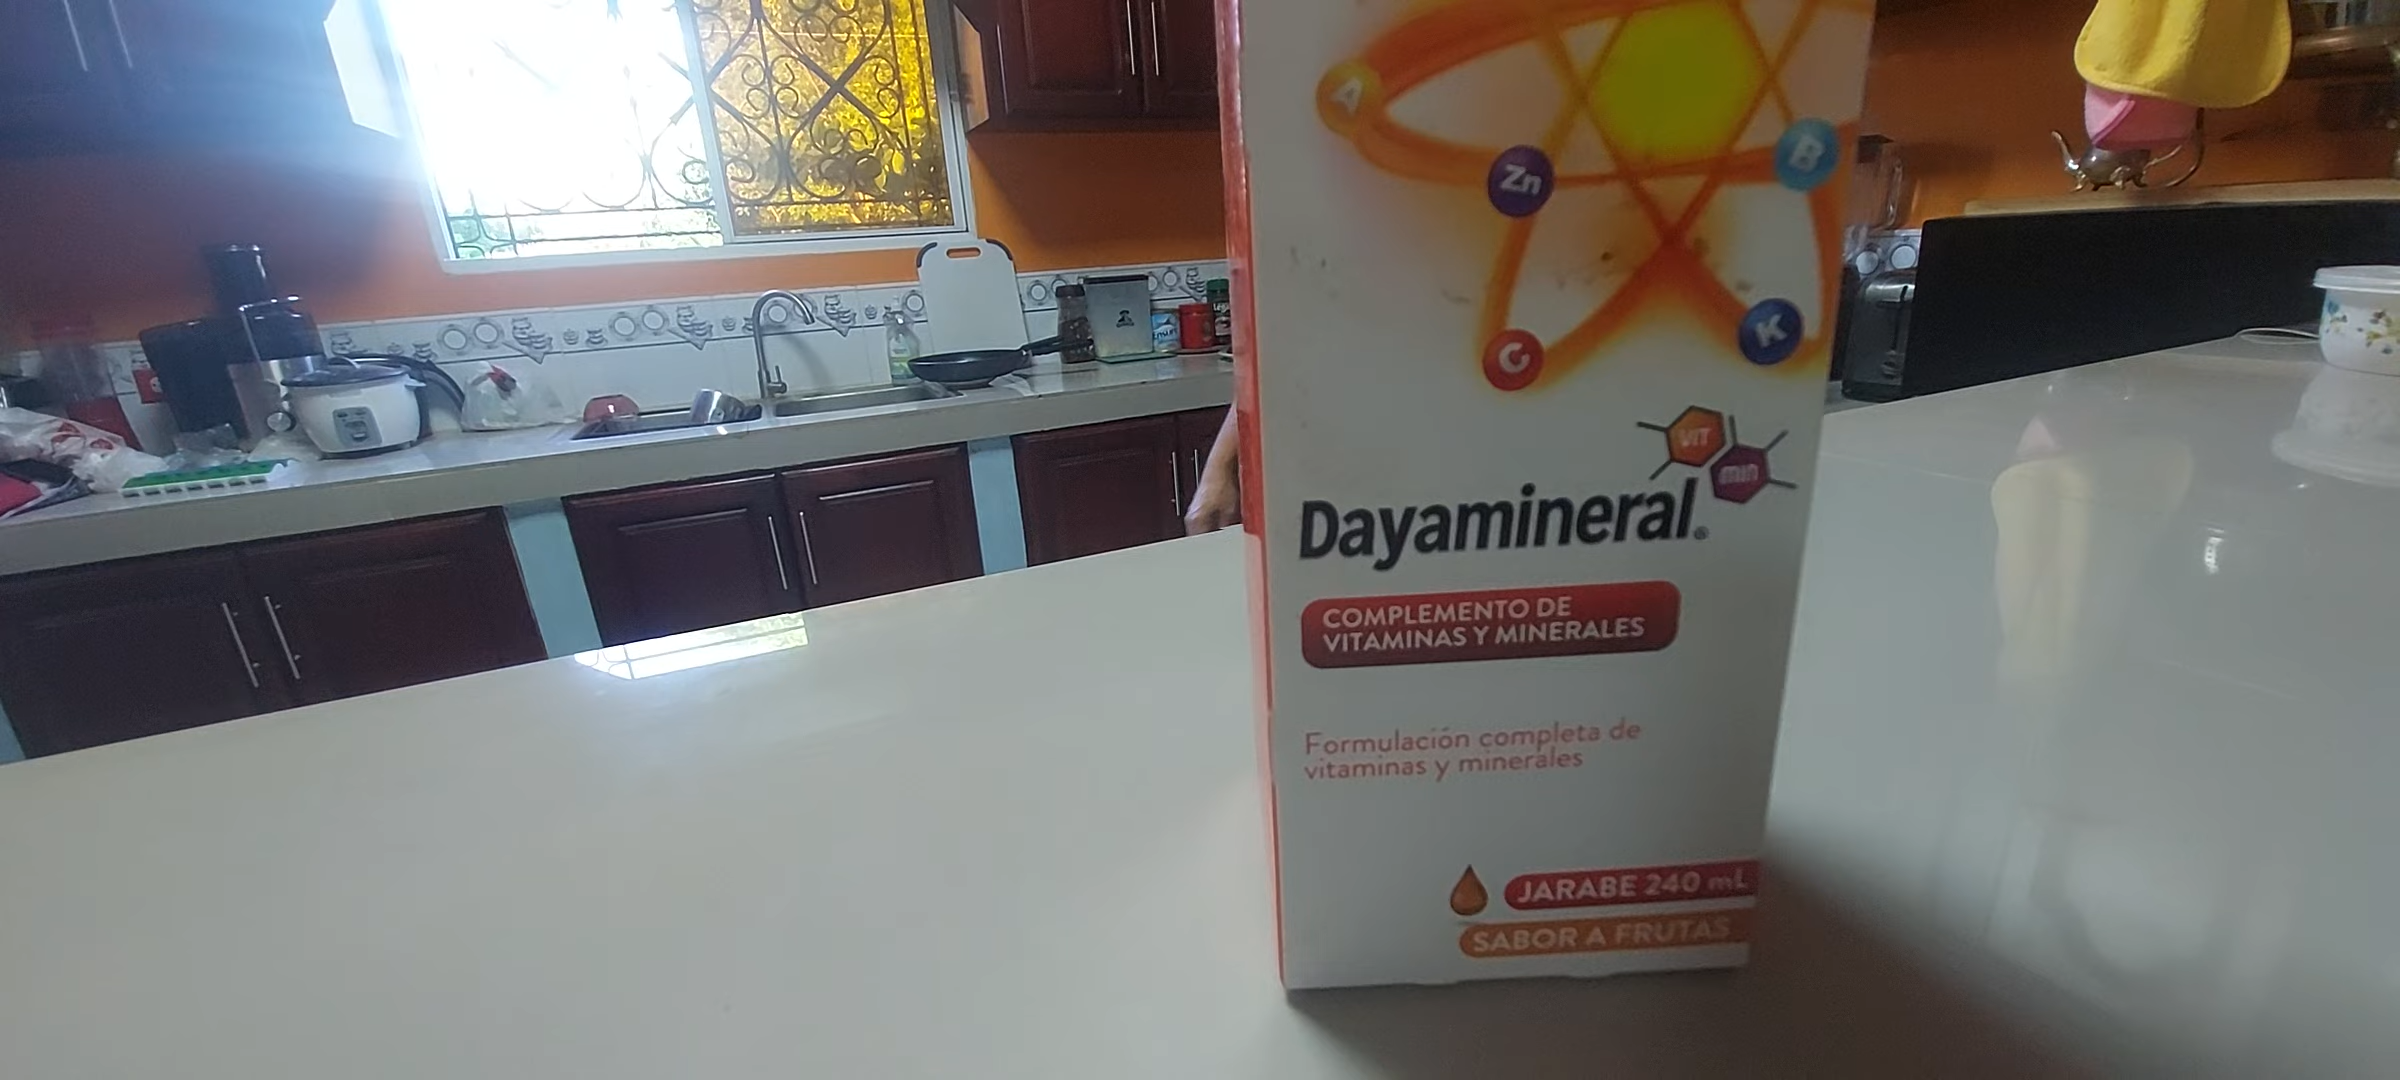 A
Zn
B
C
K
VIT
min
Dayamineral®
COMPLEMENTO DE
VITAMINAS Y MINERALES
Formulación completa de
vitaminas y minerales
JARABE 240 mL
SABOR A FRUTAS